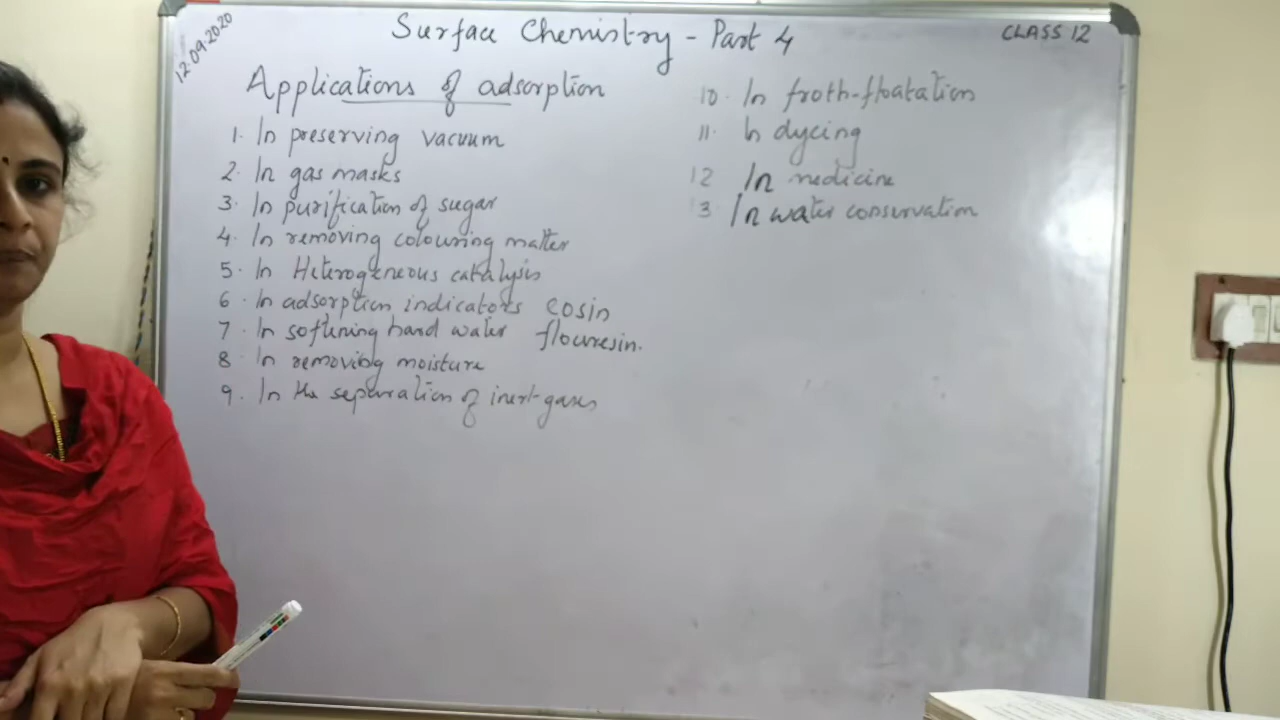 12.09.2020
Surface Chemistry - Part 4
CLASS 12
Applications of adsorption
1. In preserving vacuum
2. In gas masks
3. In purification of sugar
4. In removing colouring matter
5. In Heterogeneous catalysis
6. In adsorption indicators eosin
7. In softening hard water flouresin.
8. In removing moisture
9. In the separation of inert gases
10. In froth-floatation
11. In dyeing
12 In medicine
3 In water conservation